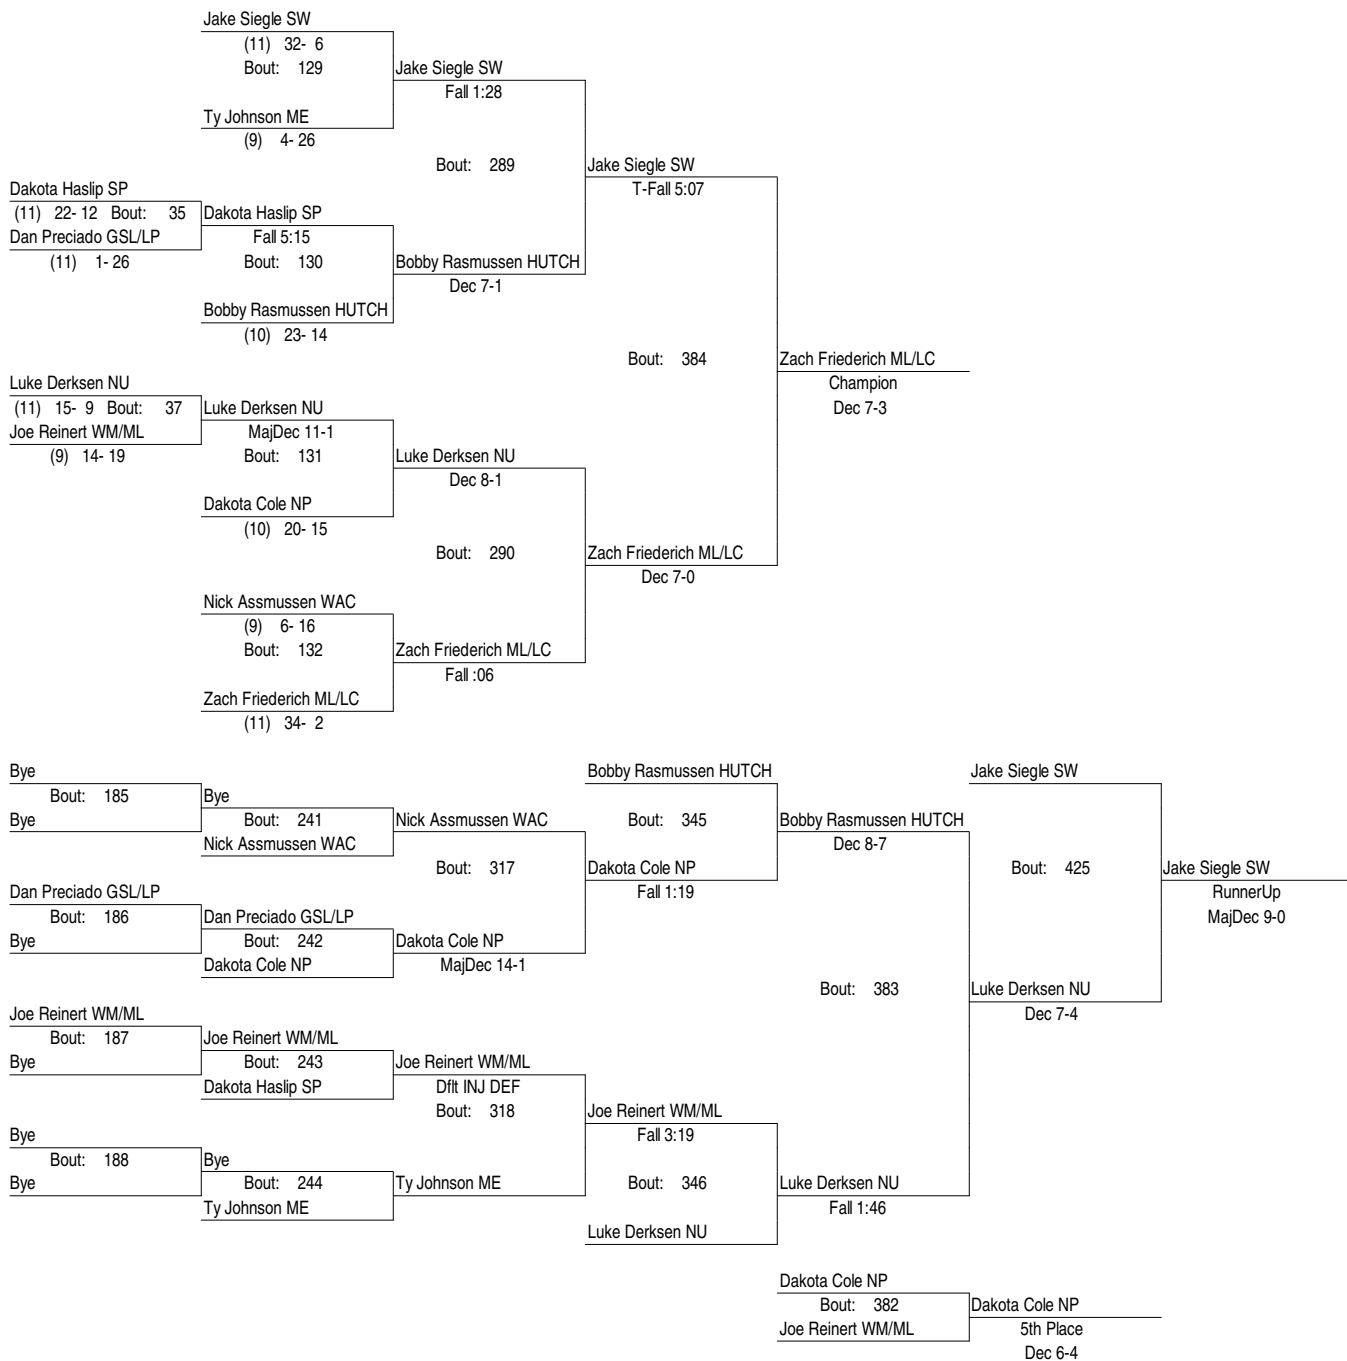 Jake Siegle SW
(11) 32- 6
Bout: 129
Jake Siegle SW
Fall 1:28
Ty Johnson ME
(9) 4- 26
Bout: 289
Jake Siegle SW
T-Fall 5:07
Dakota Haslip SP
(11) 22- 12 Bout: 35
Dakota Haslip SP
Dan Preciado GSL/LP
Fall 5:15
(11) 1- 26
Bout: 130
Bobby Rasmussen HUTCH
Dec 7-1
Bobby Rasmussen HUTCH
(10) 23- 14
Bout: 384
Zach Friederich ML/LC
Champion
Dec 7-3
Luke Derksen NU
(11) 15- 9 Bout: 37
Luke Derksen NU
Joe Reinert WM/ML
MajDec 11-1
(9) 14- 19
Bout: 131
Luke Derksen NU
Dec 8-1
Dakota Cole NP
(10) 20- 15
Bout: 290
Zach Friederich ML/LC
Dec 7-0
Nick Assmussen WAC
(9) 6- 16
Bout: 132
Zach Friederich ML/LC
Fall :06
Zach Friederich ML/LC
(11) 34- 2
Bye
Bobby Rasmussen HUTCH
Jake Siegle SW
Bout: 185
Bye
Bye
Bout: 241
Nick Assmussen WAC
Bout: 345
Bobby Rasmussen HUTCH
Nick Assmussen WAC
Dec 8-7
Bout: 317
Dakota Cole NP
Bout: 425
Jake Siegle SW
Dan Preciado GSL/LP
Fall 1:19
RunnerUp
Bout: 186
Dan Preciado GSL/LP
MajDec 9-0
Bye
Bout: 242
Dakota Cole NP
Dakota Cole NP
MajDec 14-1
Bout: 383
Luke Derksen NU
Joe Reinert WM/ML
Dec 7-4
Bout: 187
Joe Reinert WM/ML
Bye
Bout: 243
Joe Reinert WM/ML
Dakota Haslip SP
Dflt INJ DEF
Bout: 318
Joe Reinert WM/ML
Bye
Fall 3:19
Bout: 188
Bye
Bye
Bout: 244
Ty Johnson ME
Bout: 346
Luke Derksen NU
Ty Johnson ME
Fall 1:46
Luke Derksen NU
Dakota Cole NP
Bout: 382
Dakota Cole NP
Joe Reinert WM/ML
5th Place
Dec 6-4